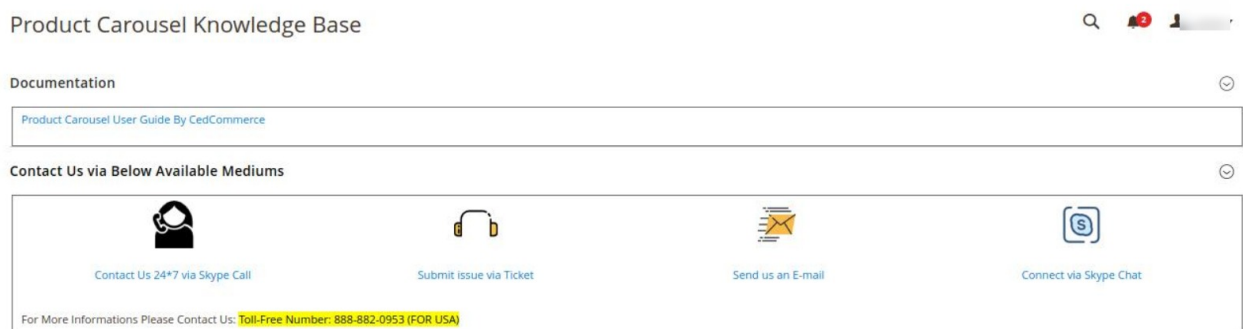 Product Carousel Knowledge Base
2
Documentation
Product Carousel User Guide By CedCommerce
Contact Us via Below Available Mediums
S
Contact Us 24*7 via Skype Call
Submit issue via Ticket
Send us an E-mail
Connect via Skype Chat
For More Informations Please Contact Us: Toll-Free Number: 888-882-0953 (FOR USA)